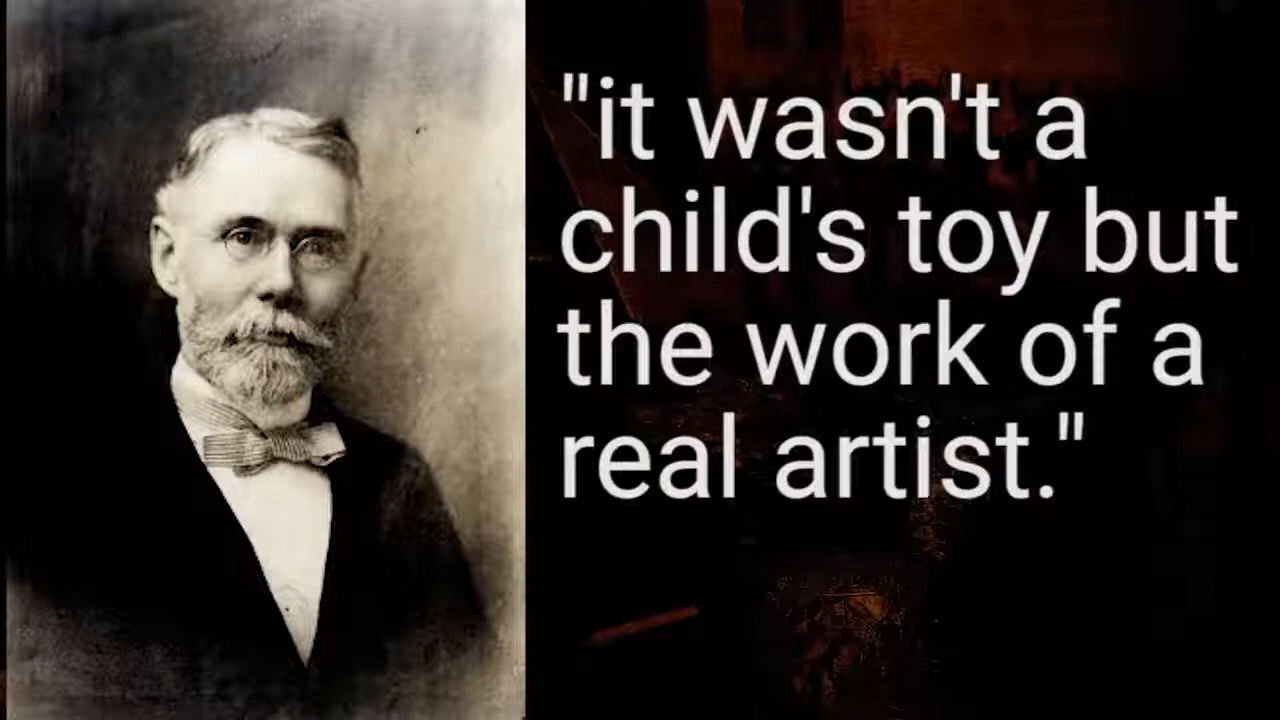 "it wasn't a
child's toy but
the work of a
real artist."